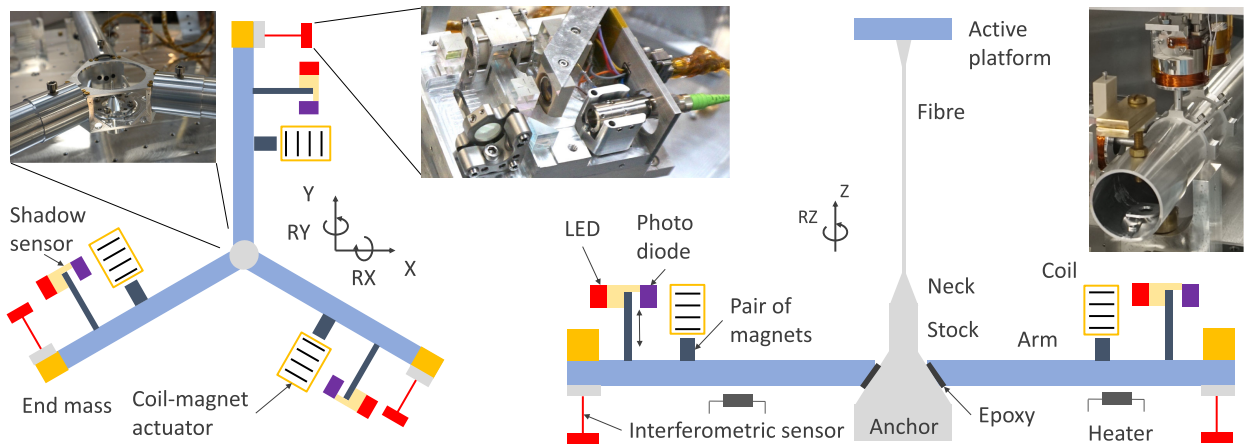 Shadow
sensor
End mass
Coil-magnet
actuator
Y
RY
X
RX
Active
platform
Fibre
Z
RZ
LED
Photo
diode
Pair of
magnets
Neck
Stock
Coil
Arm
Interferometric sensor
Anchor
Epoxy
Heater